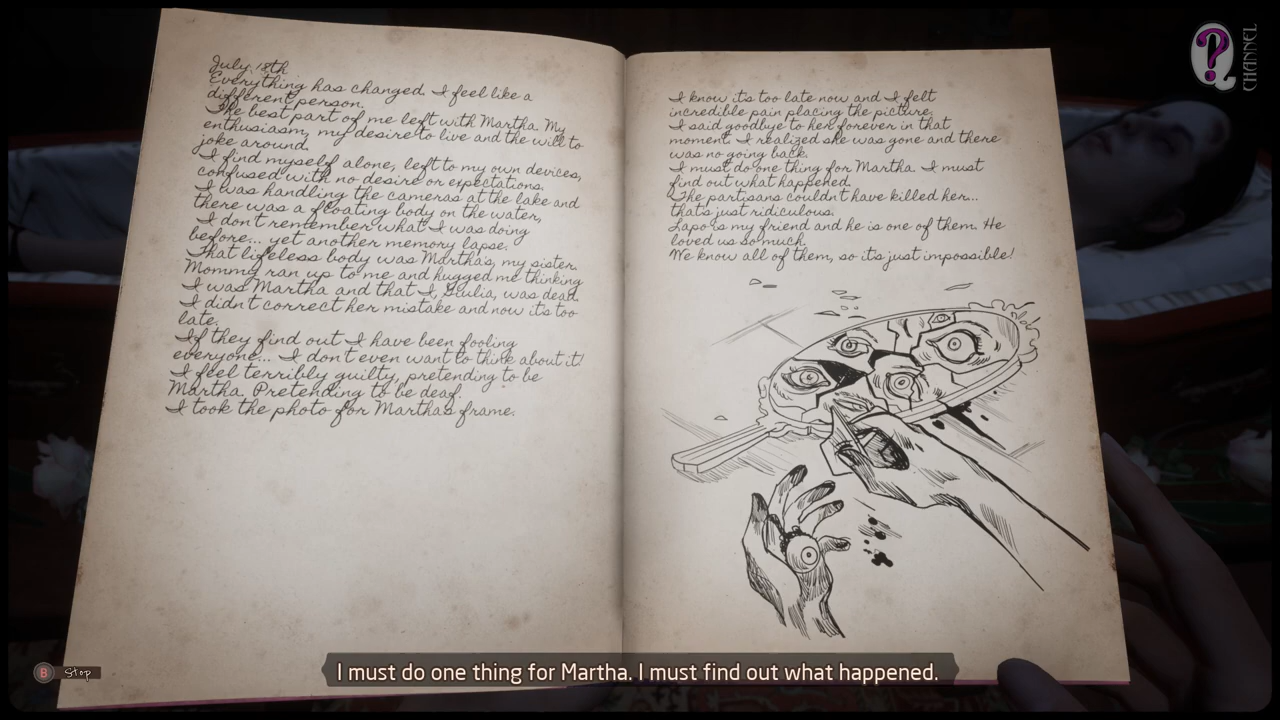 July 18th
Everything has changed. I feel like a
different person.
The best part of me left with Martha. My
enthusiasm, my desire to live and the will to
joke around.
I find myself alone, left to my own devices,
confused with no desire or expectations.
I was handling the cameras at the lake and
there was a floating body on the water,
I don't remember what I was doing
before... yet another memory lapse.
That lifeless body was Martha's, my sister.
Mommy ran up to me and hugged me thinking
I was Martha and that I, Giulia, was dead.
I didn't correct her mistake and now it's too
late.
If they find out I have been fooling
everyone... I don't even want to think about it!
I feel terribly guilty, pretending to be
Martha. Pretending to be deaf.
I took the photo for Martha's frame.
I know it's too late now and I felt
incredible pain placing the picture.
I said goodbye to her forever in that
moment. I realized she was gone and there
was no going back.
I must do one thing for Martha. I must
find out what happened.
The partisans couldn't have killed her...
that's just ridiculous.
Lapo is my friend and he is one of them. He
loved us so much.
We know all of them, so it's just impossible!
? CHANNEL
B Stop
I must do one thing for Martha. I must find out what happened.